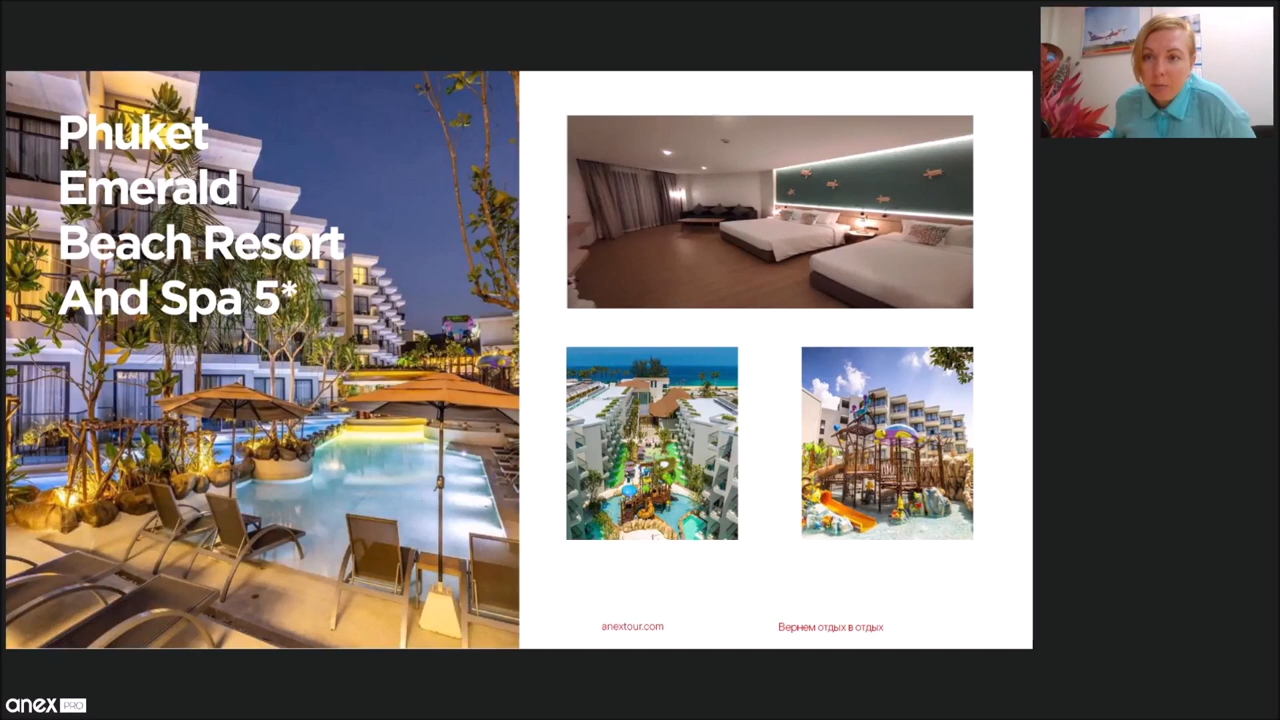 Phuket
Emerald
Beach Resort
And Spa 5*
anextour.com
Вернем отдых в отдых
anex PRO